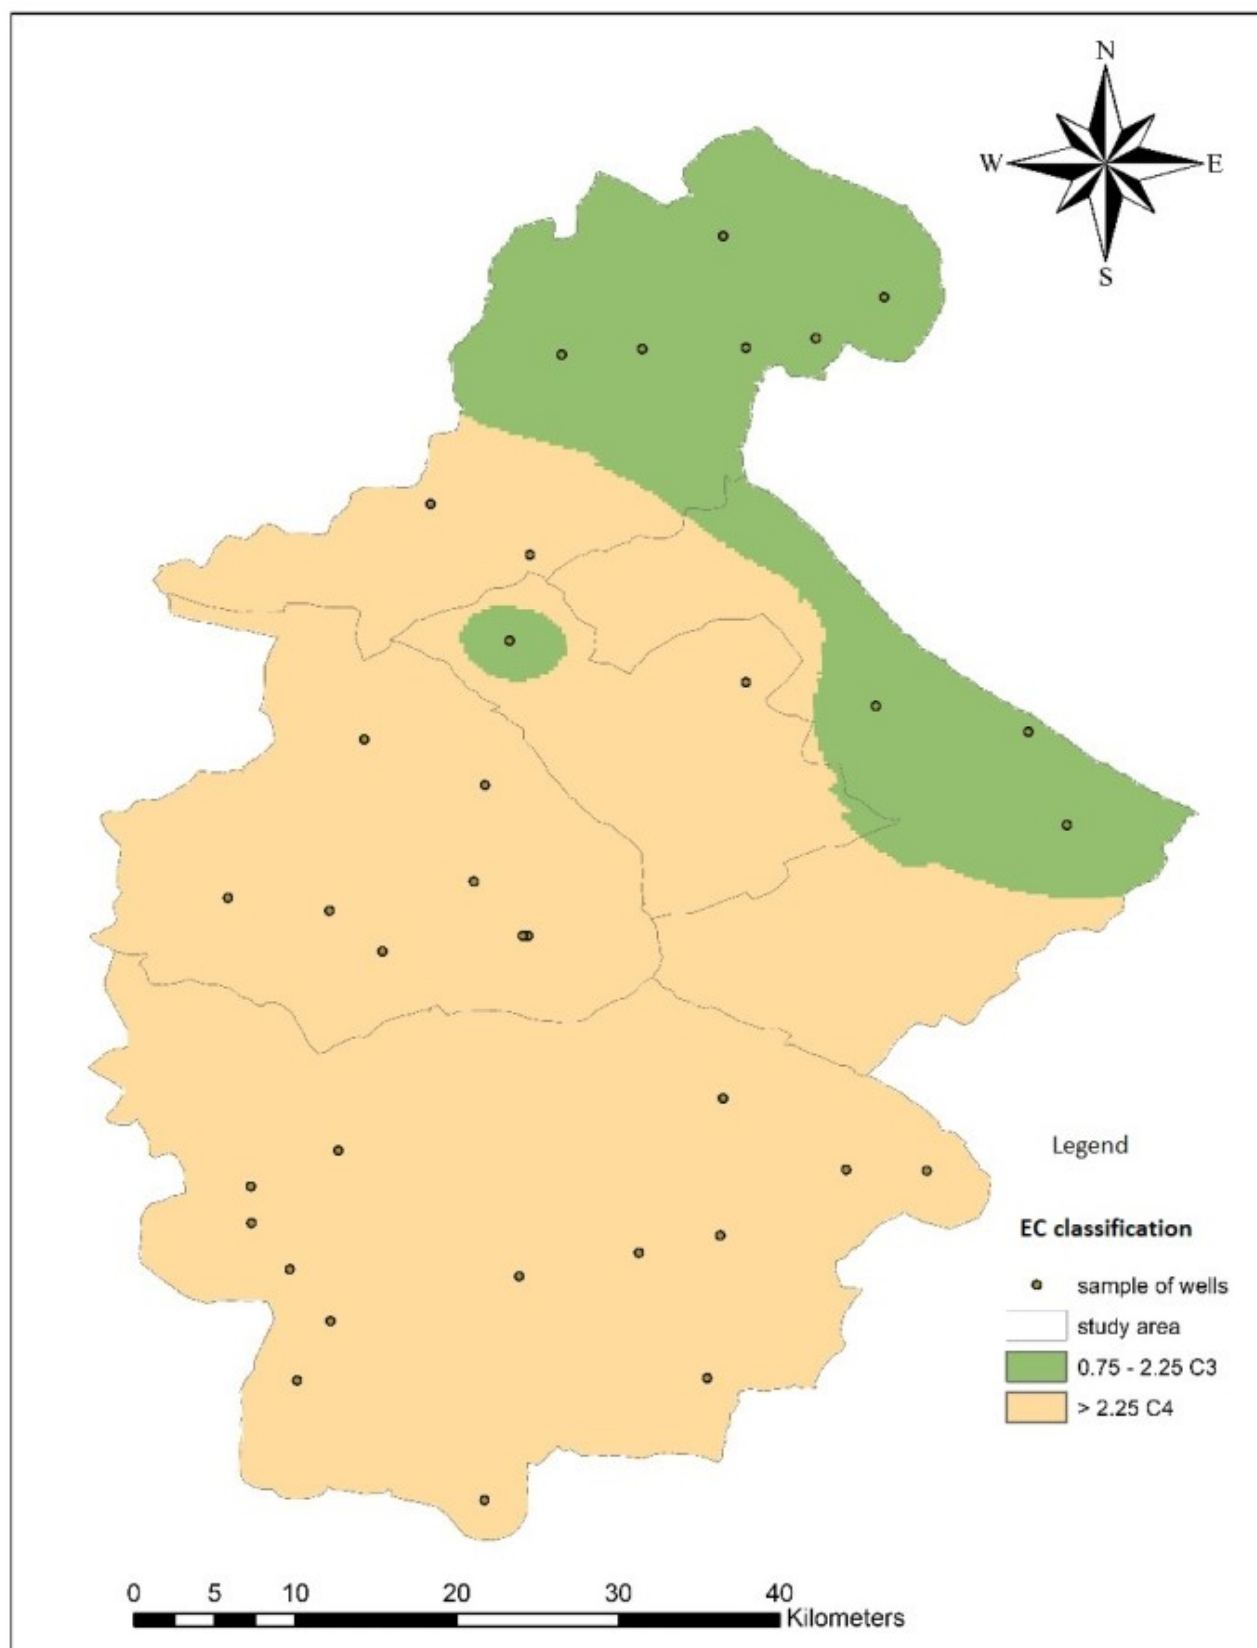 N
W E
S
Legend
EC classification
sample of wells
study area
0.75 - 2.25 C3
> 2.25 C4
0 5 10 20 30 40
Kilometers